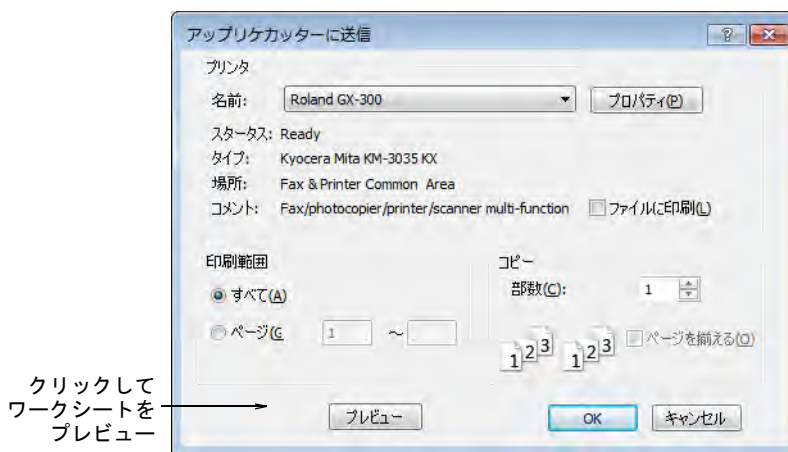 アップリケカッターに送信
プリンタ
名前: Roland GX-300 プロパティ(P)
スタータス: Ready
タイプ: Kyocera Mita KM-3035 KX
場所: Fax & Printer Common Area
コメント: Fax/photocopier/printer/scanner multi-function ファイルに印刷(L)
印刷範囲 コピー
すべて(A) 部数(C): 1
ページ(G 1 ～
1 2 3 1 2 3 ページを揃える(O)
クリックして
ワークシートを
プレビュー
プレビュー OK キャンセル